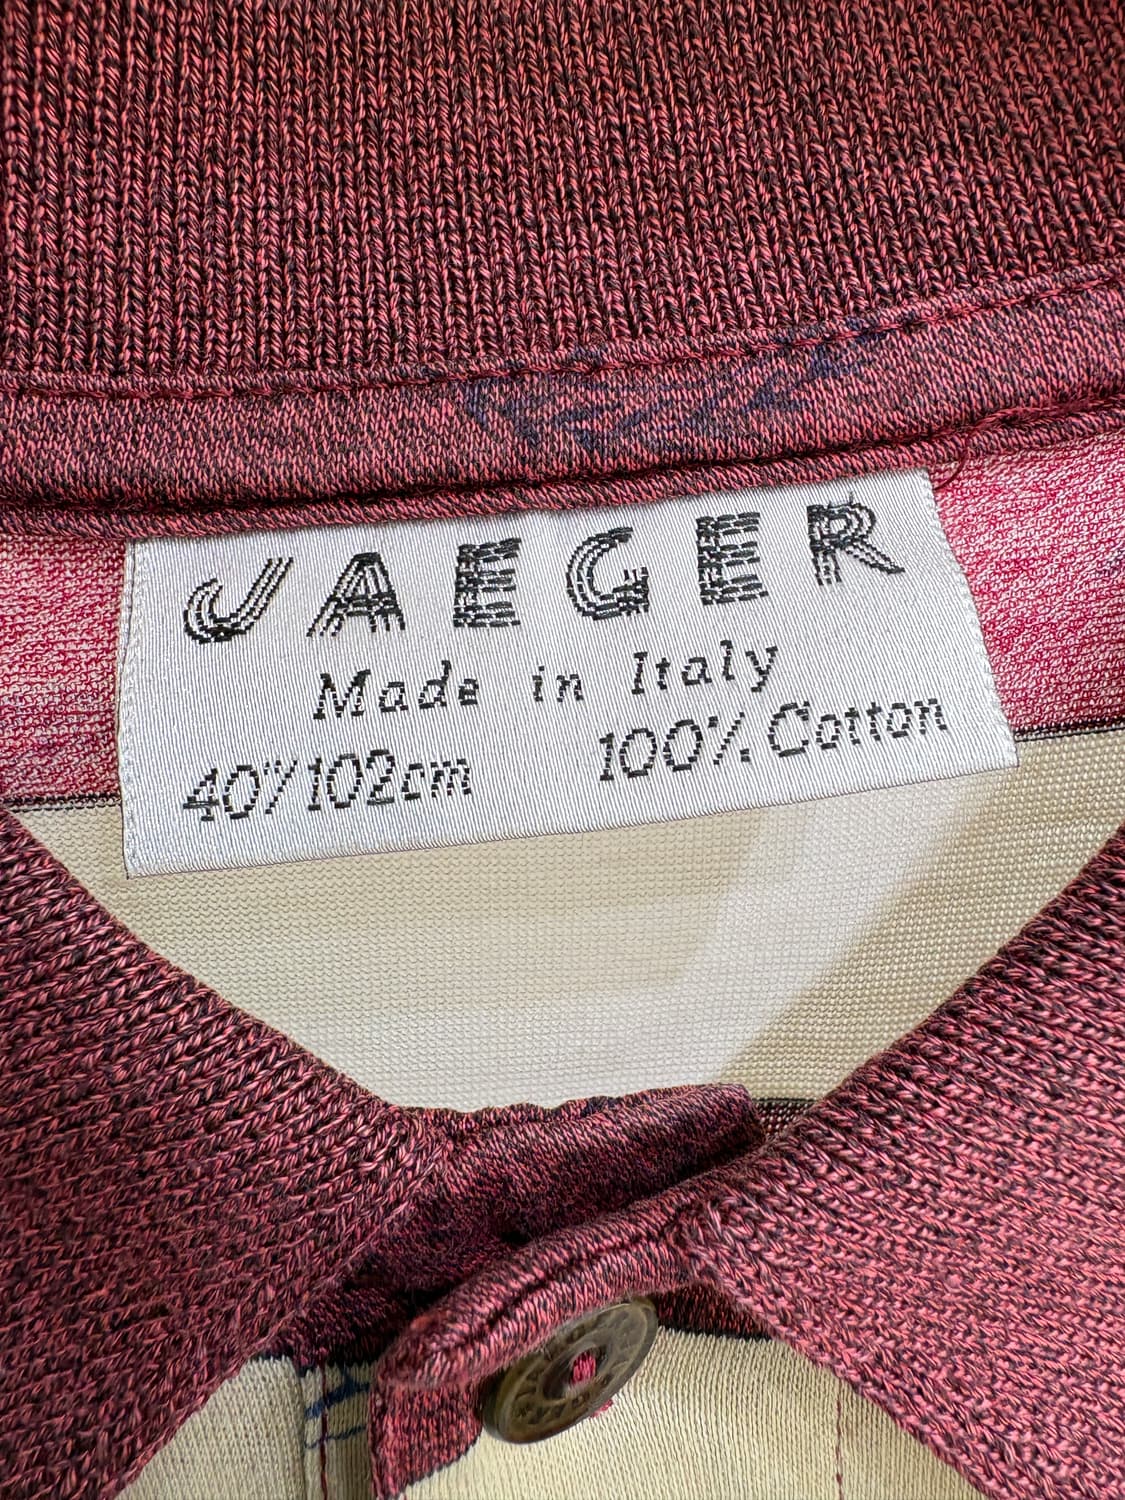 JAEGER
Made in Italy
40"/102cm 100% Cotton